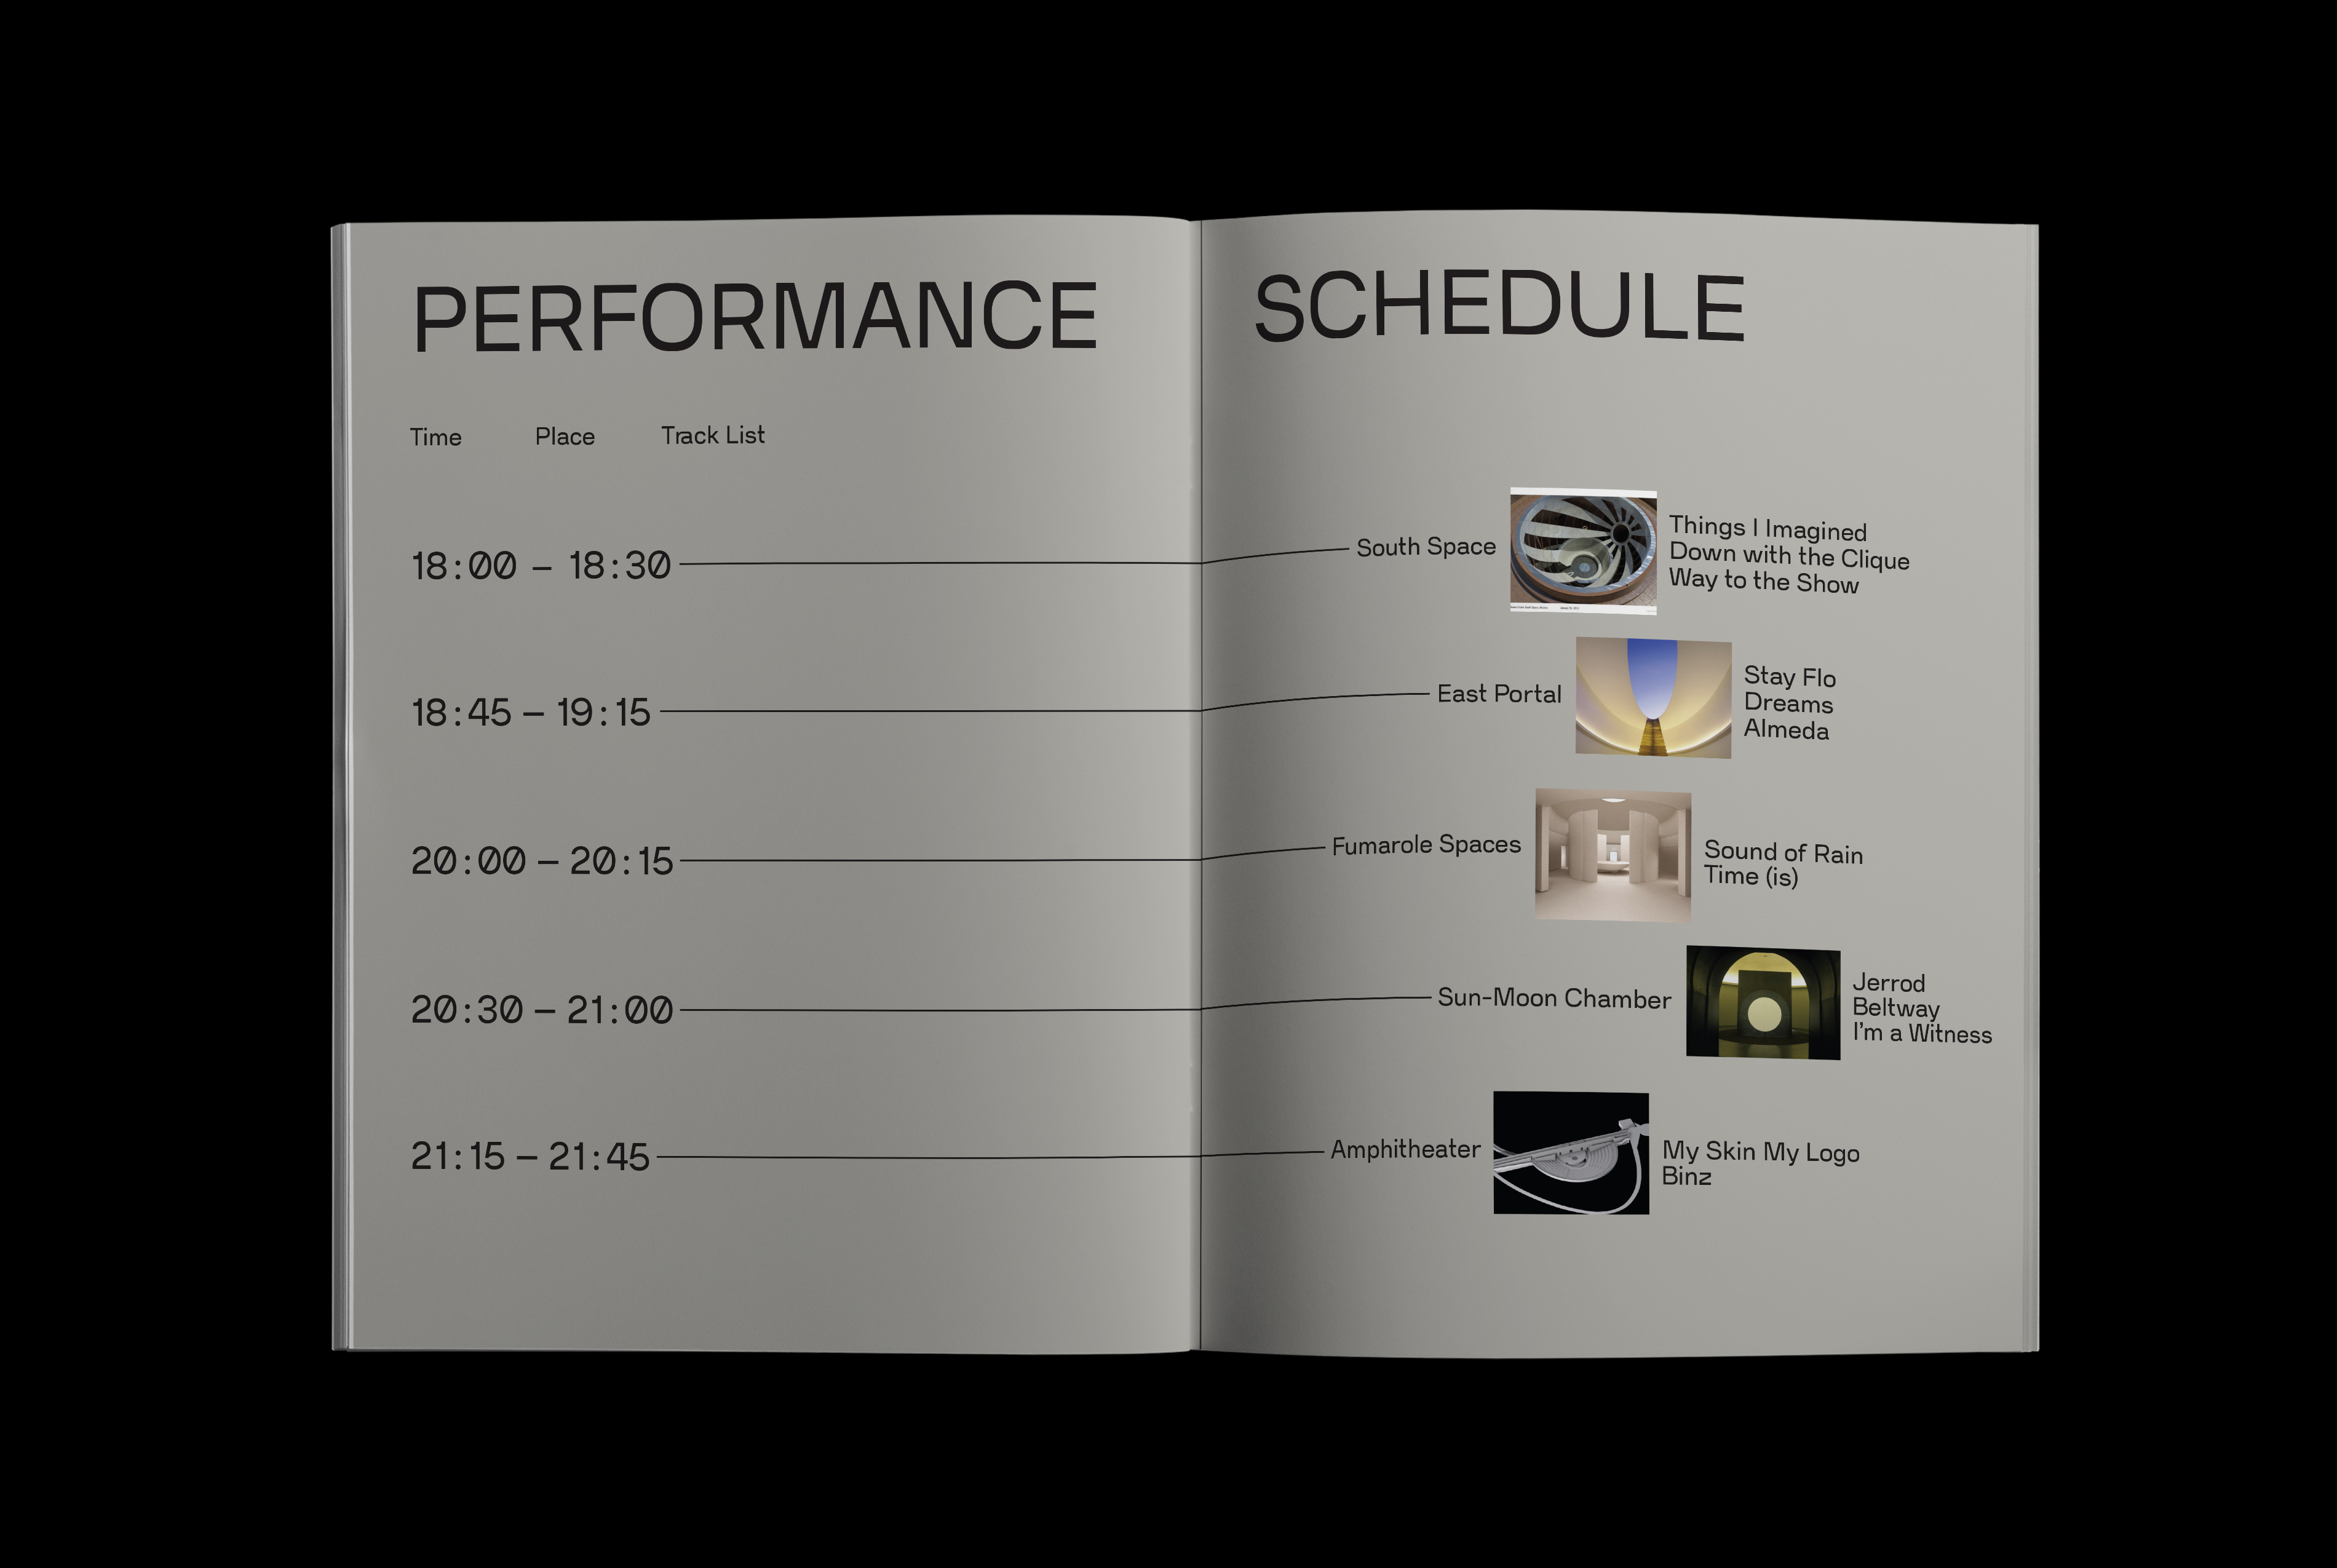 PERFORMANCE SCHEDULE
Time Place Track List
18:00 – 18:30 South Space
Things I Imagined
Down with the Clique
Way to the Show
18:45 – 19:15 East Portal
Stay Flo
Dreams
Almeda
20:00 – 20:15 Fumarole Spaces
Sound of Rain
Time (is)
20:30 – 21:00 Sun-Moon Chamber
Jerrod
Beltway
I'm a Witness
21:15 – 21:45 Amphitheater
My Skin My Logo
Binz